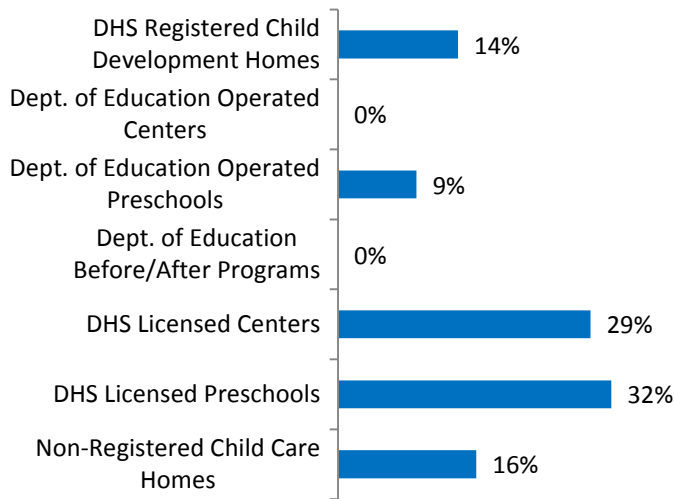 DHS Registered Child
Development Homes
14%
Dept. of Education Operated
Centers
0%
Dept. of Education Operated
Preschools
9%
Dept. of Education
Before/After Programs
0%
DHS Licensed Centers
29%
DHS Licensed Preschools
32%
Non-Registered Child Care
Homes
16%